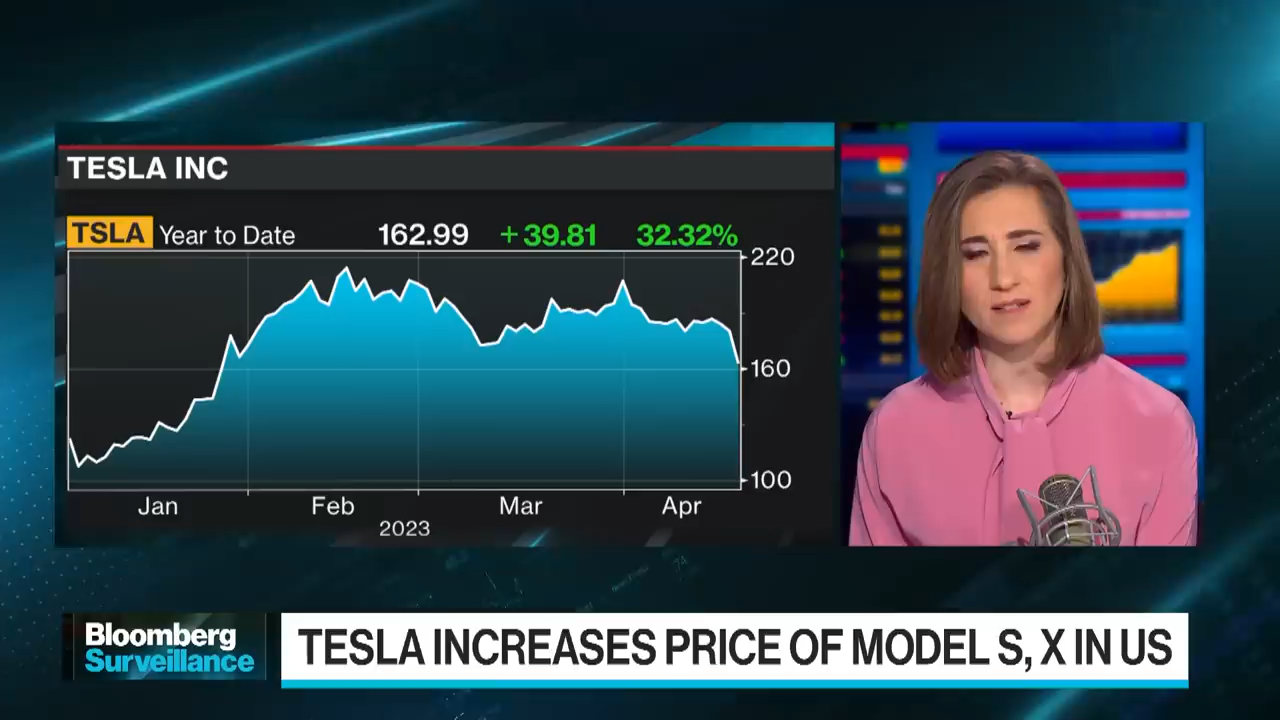 TESLA INC
TSLA Year to Date 162.99 +39.81 32.32%
220
160
100
Jan Feb Mar Apr
2023
Bloomberg
Surveillance
TESLA INCREASES PRICE OF MODEL S, X IN US